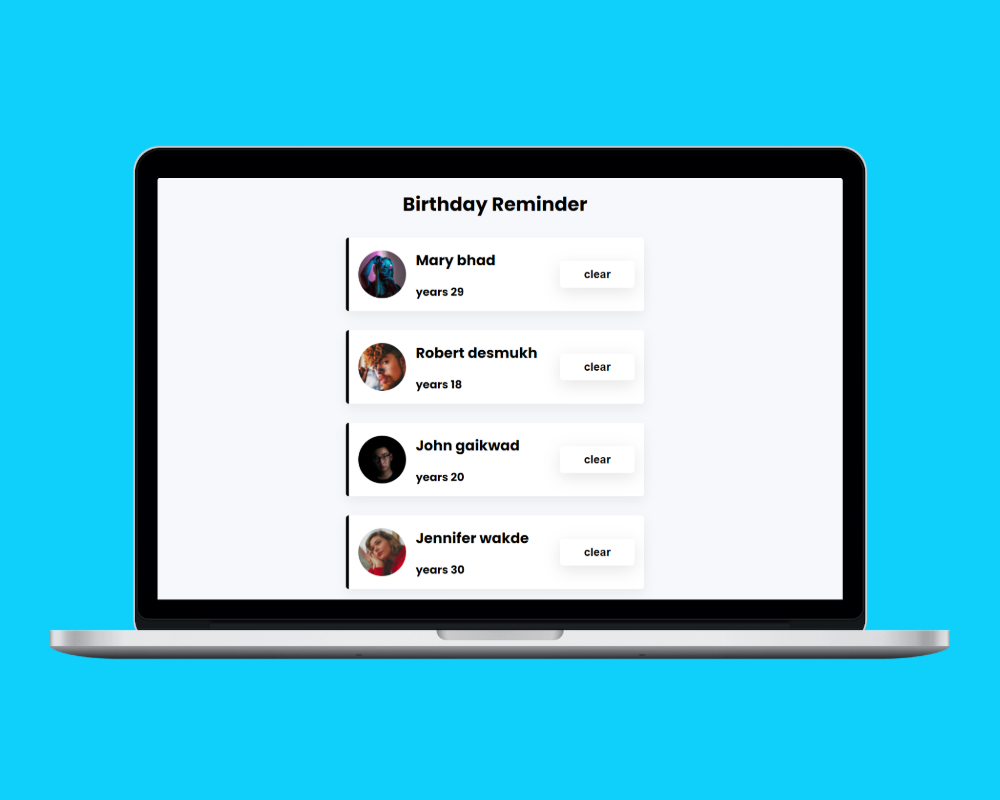 Birthday Reminder
Mary bhad
years 29
clear
Robert desmukh
years 18
clear
John gaikwad
years 20
clear
Jennifer wakde
years 30
clear